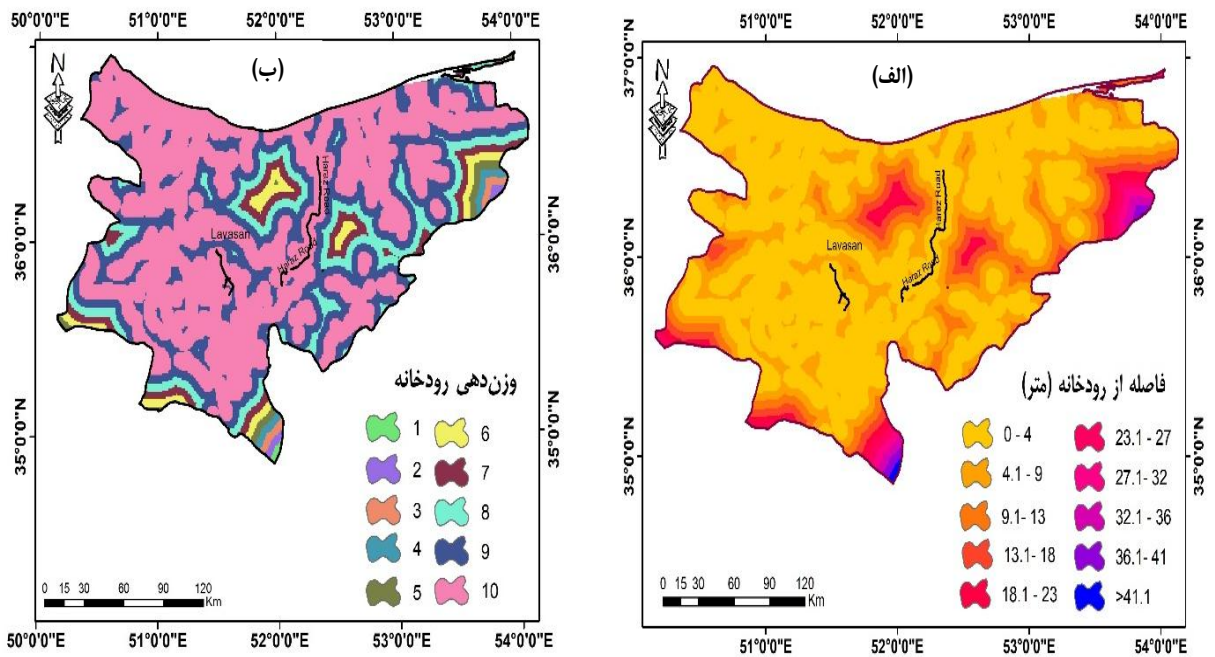 50°0'0"E 51°0'0"E 52°0'0"E 53°0'0"E 54°0'0"E
N
(ب)
36°0'0"N
35°0'0"N
Haraz Road
Lavasan
Haraz Road
36°0'0"N
35°0'0"N
وزن‌دهی رودخانه
1 6
2 7
3 8
4 9
5 10
0 15 30 60 90 120
Km
50°0'0"E 51°0'0"E 52°0'0"E 53°0'0"E 54°0'0"E
51°0'0"E 52°0'0"E 53°0'0"E 54°0'0"E
N
(الف)
37°0'0"N
36°0'0"N
35°0'0"N
Haraz Road
Lavasan
Haraz Road
37°0'0"N
36°0'0"N
35°0'0"N
فاصله از رودخانه (متر)
0 - 4 23.1 - 27
4.1 - 9 27.1 - 32
9.1 - 13 32.1 - 36
13.1 - 18 36.1 - 41
18.1 - 23 >41.1
0 15 30 60 90 120
Km
51°0'0"E 52°0'0"E 53°0'0"E 54°0'0"E